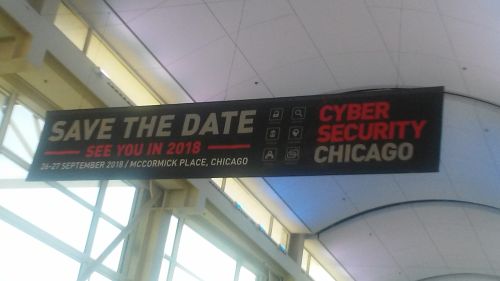 SAVE THE DATE
SEE YOU IN 2018
26-27 SEPTEMBER 2018 / MCCORMICK PLACE, CHICAGO
CYBER
SECURITY
CHICAGO